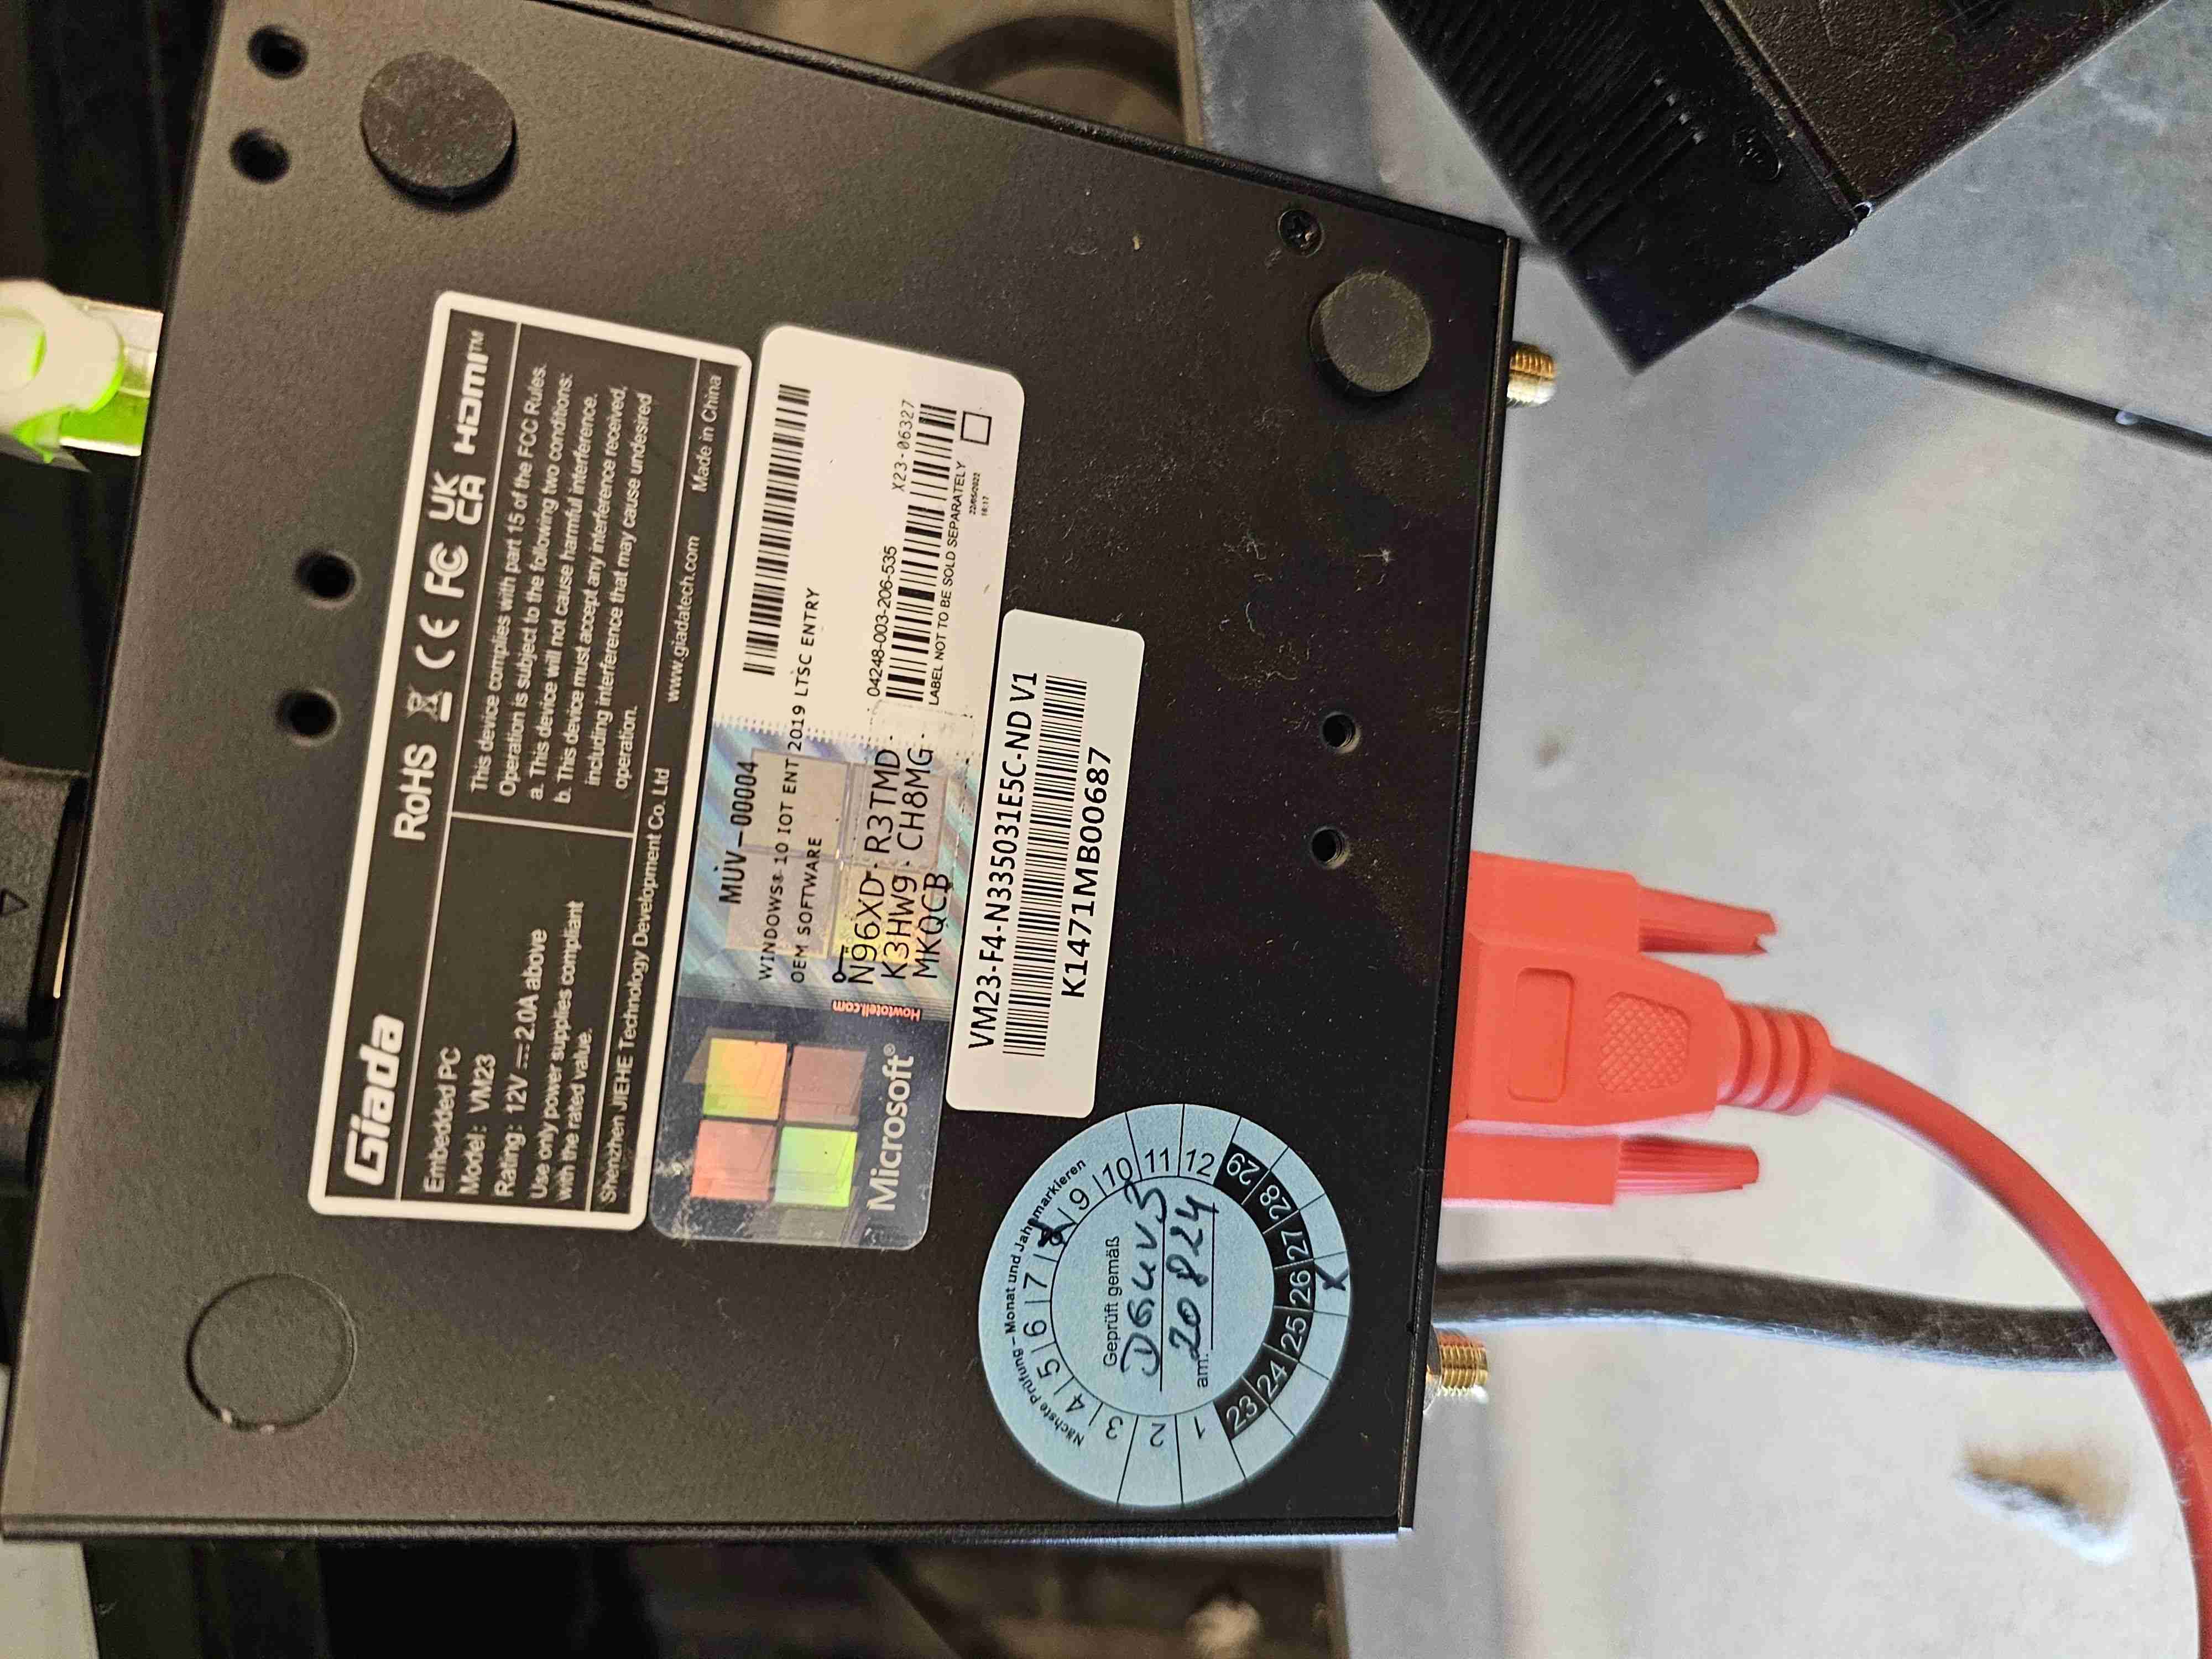 Giada
RoHS CE FC UK CA HDMI™
Embedded PC
Model: VM23
Rating: 12V ⎓ 2.0A above
Use only power supplies compliant
with the rated value.
This device complies with part 15 of the FCC Rules.
Operation is subject to the following two conditions:
a. This device will not cause harmful interference.
b. This device must accept any interference received,
including interference that may cause undesired
operation.
Shenzhen JIEHE Technology Development Co. Ltd www.giadatech.com Made in China
Microsoft®
Howtotell.com
MUV-00004
WINDOWS® 10 IOT ENT 2019 LTSC ENTRY
OEM SOFTWARE
N96XD-R3TMD-
K3HW9-CH8MG-
MKQCB
04248-003-206-535 X23-06327
LABEL NOT TO BE SOLD SEPARATELY
22/05/2022
16:17
VM23-F4-N335031E5C-ND V1
K1471MB00687
Nächste Prüfung – Monat und Jahr markieren
1 2 3 4 5 6 7 8 9 10 11 12
Geprüft gemäß
DGUV3
am: 20 8 24
23 24 25 26 27 28 29
X